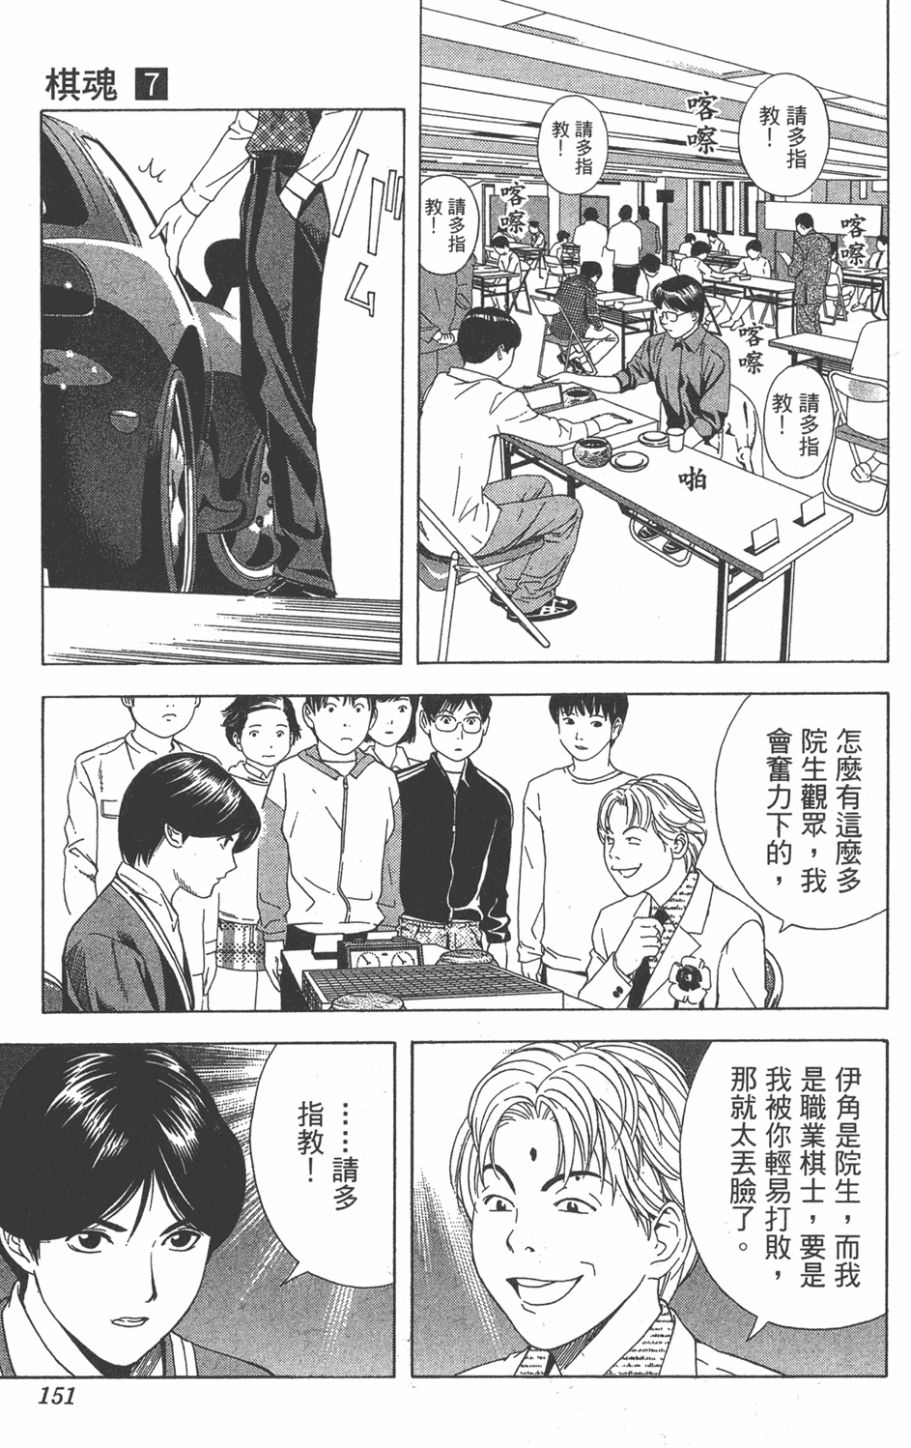 棋魂 7
請多指
教！
請多指
教！
請多指
教！
請多指
教！
喀嚓
喀嚓
喀嚓
喀嚓
啪
怎麼有這麼多
院生觀眾，我
會奮力下的，
伊角是院生，而我
是職業棋士，要是
我被你輕易打敗，
那就太丟臉了。
……請多
指教！
151